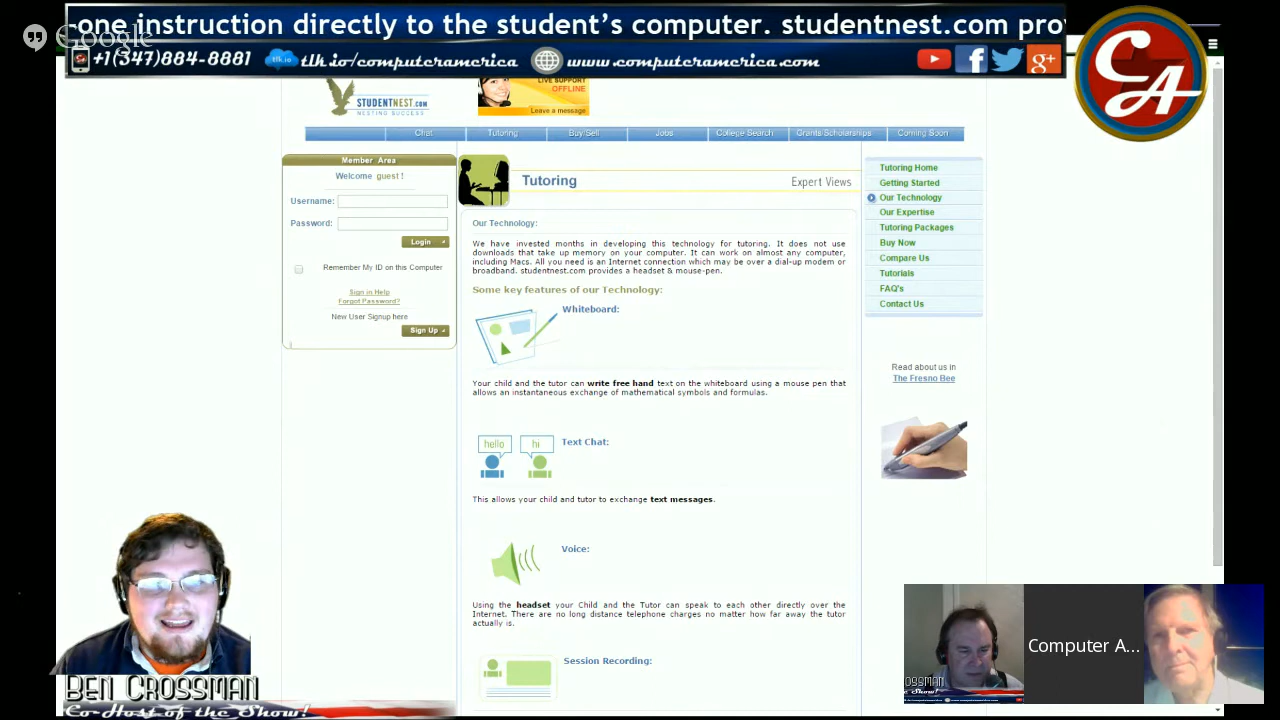 -one instruction directly to the student's computer. studentnest.com pro
Google
+1(347)884-8881 tlk.io/computeramerica www.computeramerica.com
CA
STUDENTNEST.COM
NESTING SUCCESS
LIVE SUPPORT
OFFLINE
Leave a message
Chat Tutoring Buy/Sell Jobs College Search Grants/Scholarships Coming Soon
Member Area
Welcome guest !
Username:
Password:
Login
Remember My ID on this Computer
Sign in Help
Forgot Password?
New User Signup here
Sign Up
Tutoring
Expert Views
Our Technology:
We have invested months in developing this technology for tutoring. It does not use
downloads that take up memory on your computer. It can work on almost any computer,
including Macs. All you need is an Internet connection which may be over a dial-up modem or
broadband. studentnest.com provides a headset & mouse-pen.
Some key features of our Technology:
Whiteboard:
Your child and the tutor can write free hand text on the whiteboard using a mouse pen that
allows an instantaneous exchange of mathematical symbols and formulas.
hello hi
Text Chat:
This allows your child and tutor to exchange text messages.
Voice:
Using the headset your Child and the Tutor can speak to each other directly over the
Internet. There are no long distance telephone charges no matter how far away the tutor
actually is.
Session Recording:
Tutoring Home
Getting Started
Our Technology
Our Expertise
Tutoring Packages
Buy Now
Compare Us
Tutorials
FAQ's
Contact Us
Read about us in
The Fresno Bee
Computer A...
BEN CROSSMAN
Co-Host of the Show!